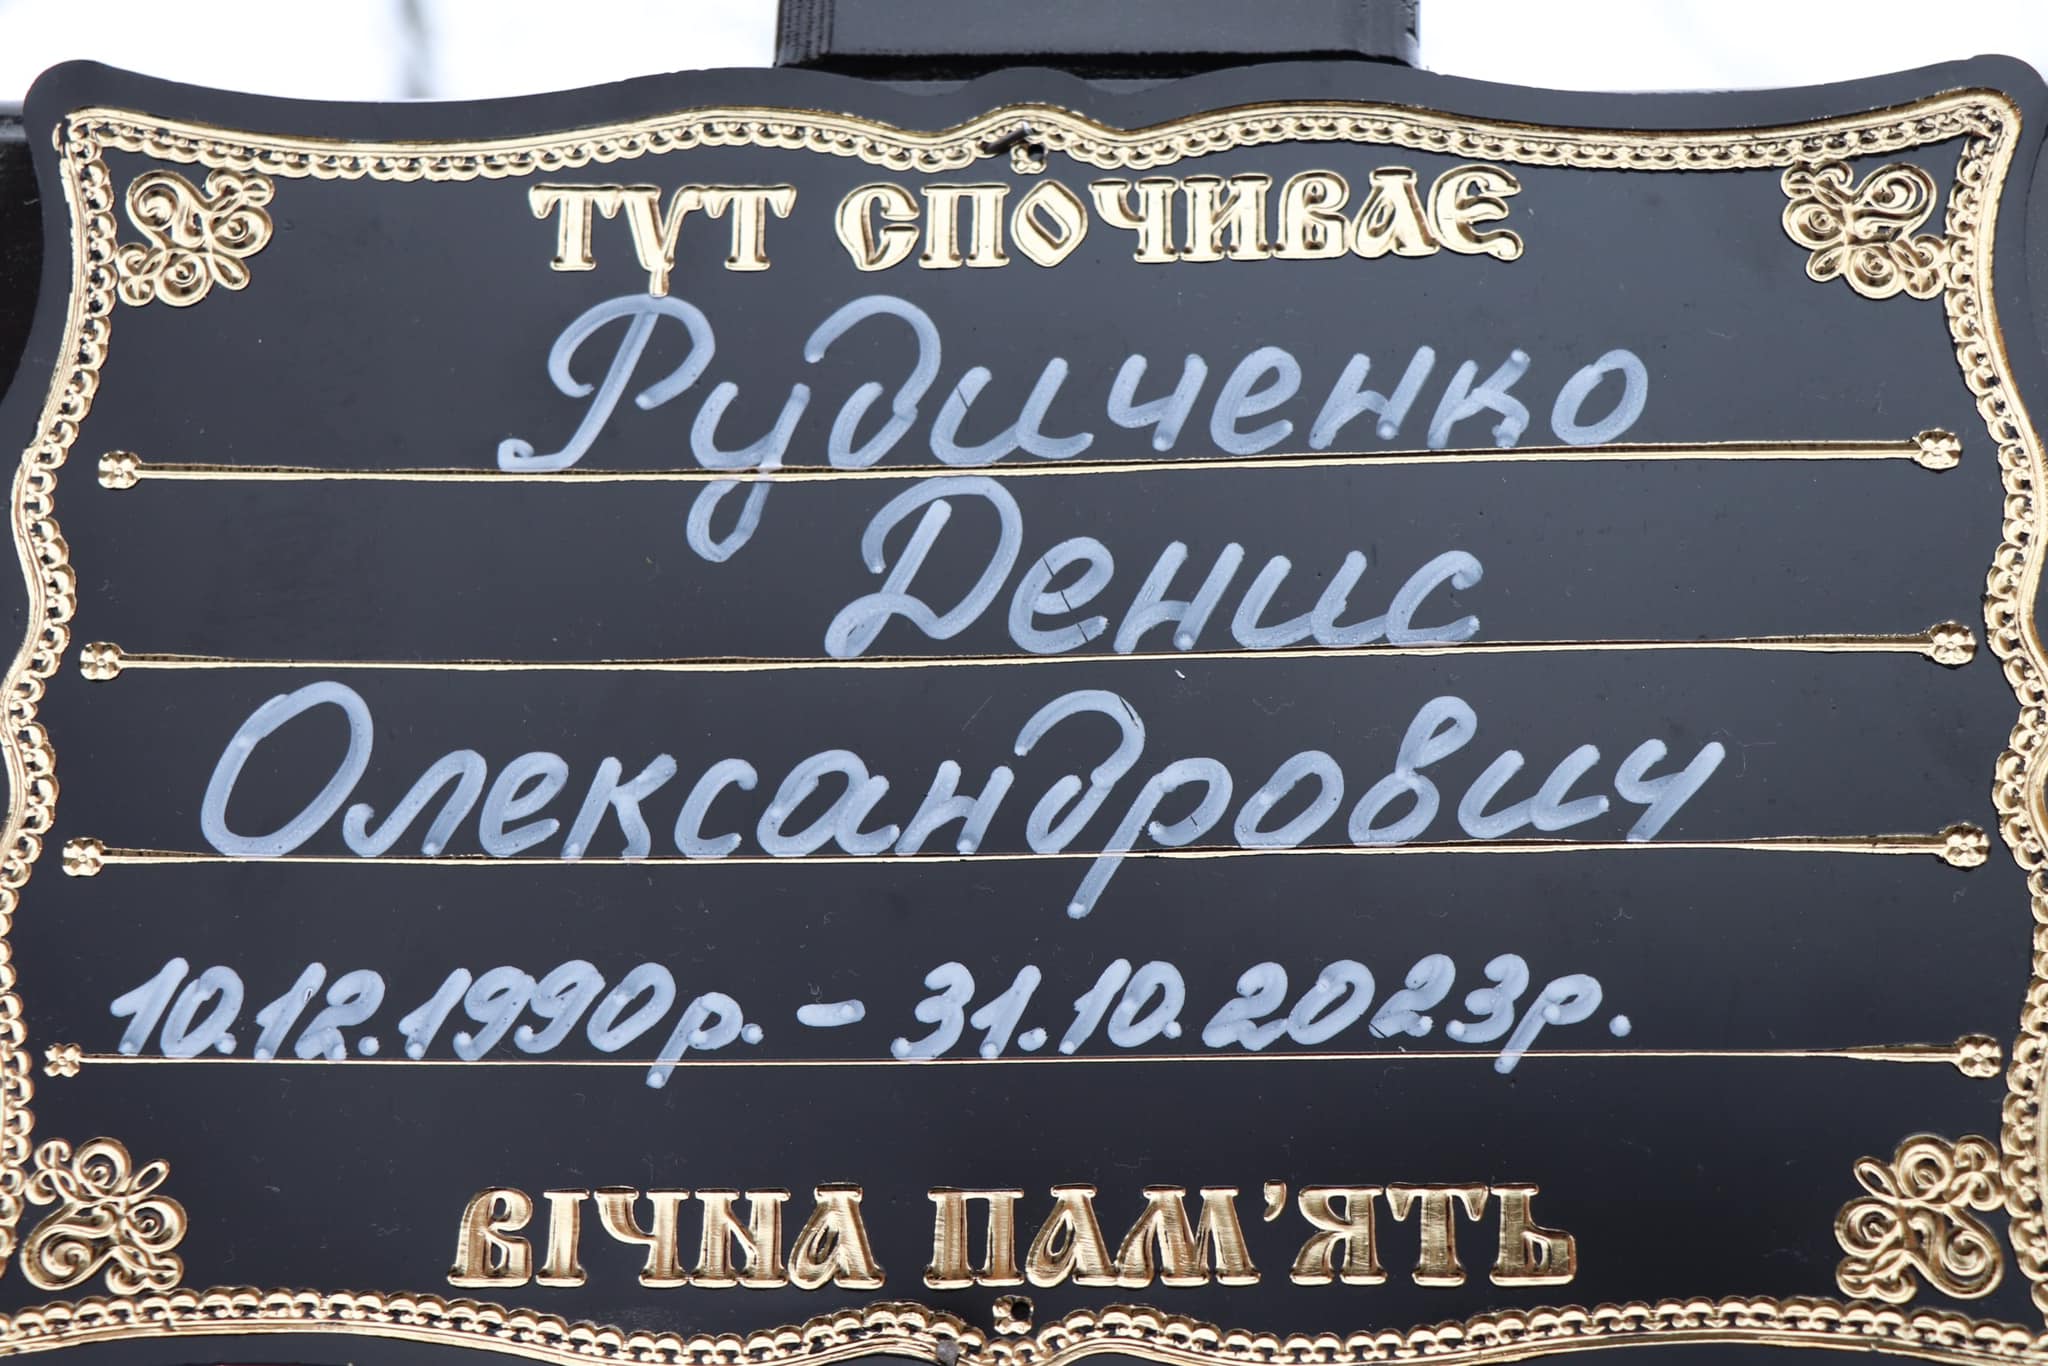 ТУТ СПОЧИВАЄ
Рудиченко
Денис
Олександрович
10.12.1990р. - 31.10.2023р.
ВІЧНА ПАМ'ЯТЬ